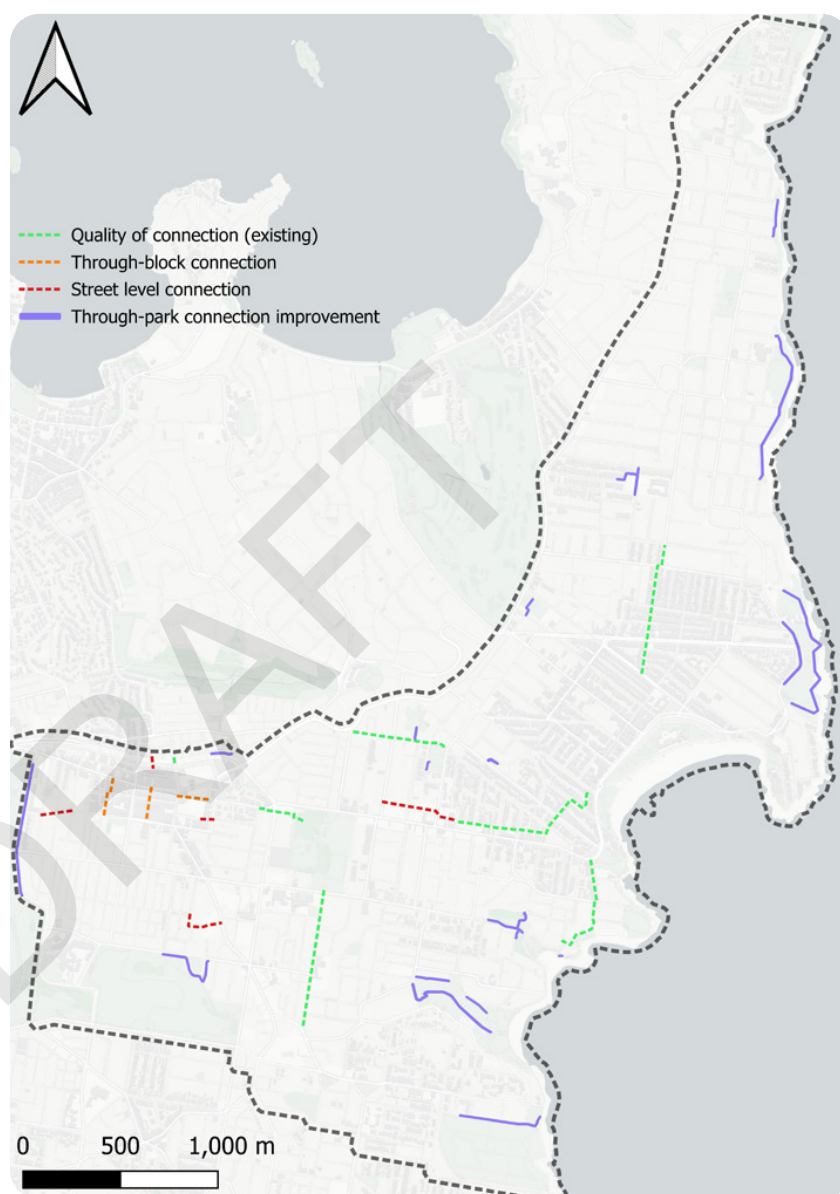 Quality of connection (existing)
Through-block connection
Street level connection
Through-park connection improvement
DRAFT
0 500 1,000 m